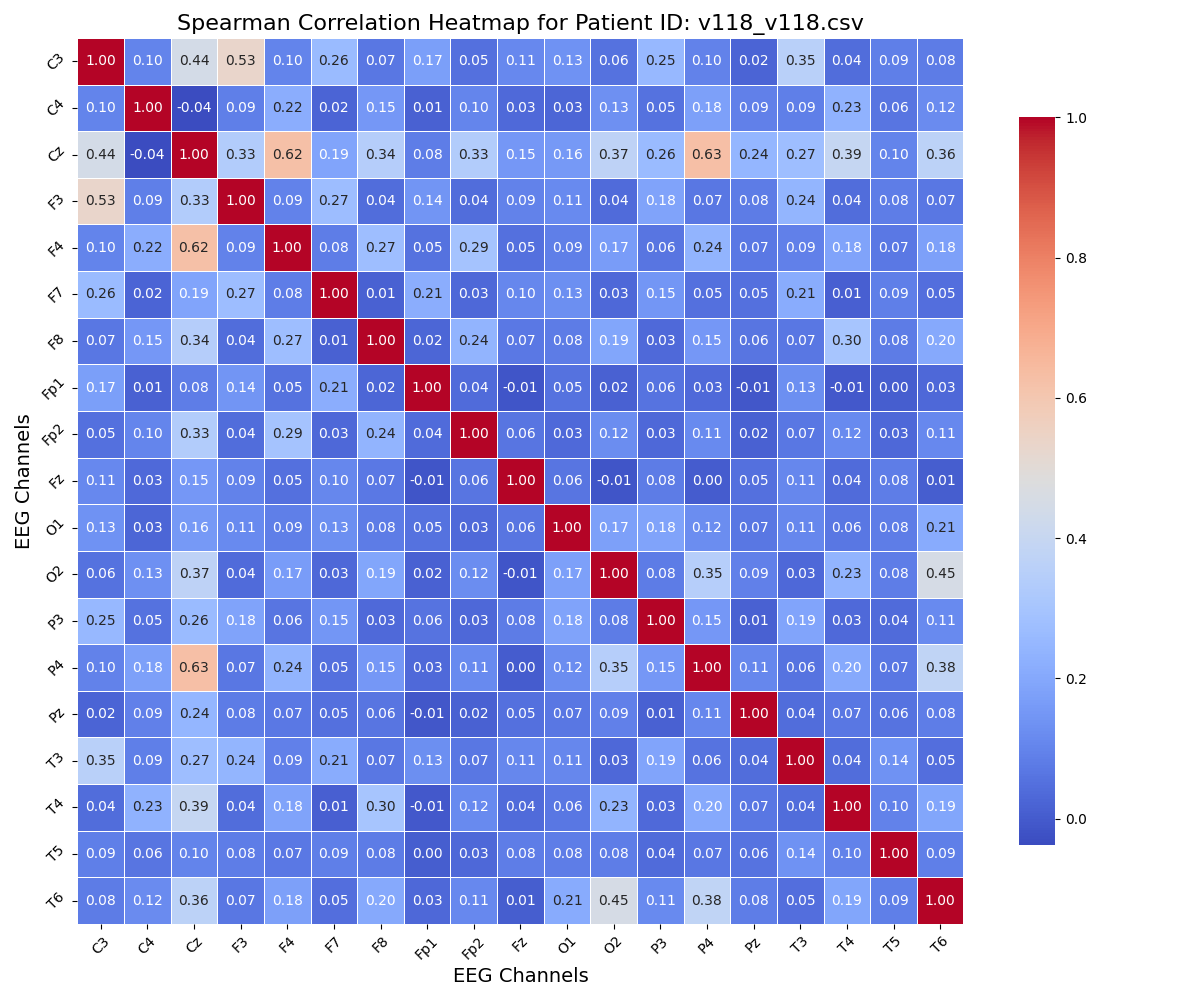 Spearman Correlation Heatmap for Patient ID: v118_v118.csv
C3 1.00 0.10 0.44 0.53 0.10 0.26 0.07 0.17 0.05 0.11 0.13 0.06 0.25 0.10 0.02 0.35 0.04 0.09 0.08
C4 0.10 1.00 -0.04 0.09 0.22 0.02 0.15 0.01 0.10 0.03 0.03 0.13 0.05 0.18 0.09 0.09 0.23 0.06 0.12
Cz 0.44 -0.04 1.00 0.33 0.62 0.19 0.34 0.08 0.33 0.15 0.16 0.37 0.26 0.63 0.24 0.27 0.39 0.10 0.36
F3 0.53 0.09 0.33 1.00 0.09 0.27 0.04 0.14 0.04 0.09 0.11 0.04 0.18 0.07 0.08 0.24 0.04 0.08 0.07
F4 0.10 0.22 0.62 0.09 1.00 0.08 0.27 0.05 0.29 0.05 0.09 0.17 0.06 0.24 0.07 0.09 0.18 0.07 0.18
F7 0.26 0.02 0.19 0.27 0.08 1.00 0.01 0.21 0.03 0.10 0.13 0.03 0.15 0.05 0.05 0.21 0.01 0.09 0.05
F8 0.07 0.15 0.34 0.04 0.27 0.01 1.00 0.02 0.24 0.07 0.08 0.19 0.03 0.15 0.06 0.07 0.30 0.08 0.20
Fp1 0.17 0.01 0.08 0.14 0.05 0.21 0.02 1.00 0.04 -0.01 0.05 0.02 0.06 0.03 -0.01 0.13 -0.01 0.00 0.03
Fp2 0.05 0.10 0.33 0.04 0.29 0.03 0.24 0.04 1.00 0.06 0.03 0.12 0.03 0.11 0.02 0.07 0.12 0.03 0.11
Fz 0.11 0.03 0.15 0.09 0.05 0.10 0.07 -0.01 0.06 1.00 0.06 -0.01 0.08 0.00 0.05 0.11 0.04 0.08 0.01
O1 0.13 0.03 0.16 0.11 0.09 0.13 0.08 0.05 0.03 0.06 1.00 0.17 0.18 0.12 0.07 0.11 0.06 0.08 0.21
O2 0.06 0.13 0.37 0.04 0.17 0.03 0.19 0.02 0.12 -0.01 0.17 1.00 0.08 0.35 0.09 0.03 0.23 0.08 0.45
P3 0.25 0.05 0.26 0.18 0.06 0.15 0.03 0.06 0.03 0.08 0.18 0.08 1.00 0.15 0.01 0.19 0.03 0.04 0.11
P4 0.10 0.18 0.63 0.07 0.24 0.05 0.15 0.03 0.11 0.00 0.12 0.35 0.15 1.00 0.11 0.06 0.20 0.07 0.38
Pz 0.02 0.09 0.24 0.08 0.07 0.05 0.06 -0.01 0.02 0.05 0.07 0.09 0.01 0.11 1.00 0.04 0.07 0.06 0.08
T3 0.35 0.09 0.27 0.24 0.09 0.21 0.07 0.13 0.07 0.11 0.11 0.03 0.19 0.06 0.04 1.00 0.04 0.14 0.05
T4 0.04 0.23 0.39 0.04 0.18 0.01 0.30 -0.01 0.12 0.04 0.06 0.23 0.03 0.20 0.07 0.04 1.00 0.10 0.19
T5 0.09 0.06 0.10 0.08 0.07 0.09 0.08 0.00 0.03 0.08 0.08 0.08 0.04 0.07 0.06 0.14 0.10 1.00 0.09
T6 0.08 0.12 0.36 0.07 0.18 0.05 0.20 0.03 0.11 0.01 0.21 0.45 0.11 0.38 0.08 0.05 0.19 0.09 1.00
C3 C4 Cz F3 F4 F7 F8 Fp1 Fp2 Fz O1 O2 P3 P4 Pz T3 T4 T5 T6
EEG Channels
EEG Channels
1.0
0.8
0.6
0.4
0.2
0.0